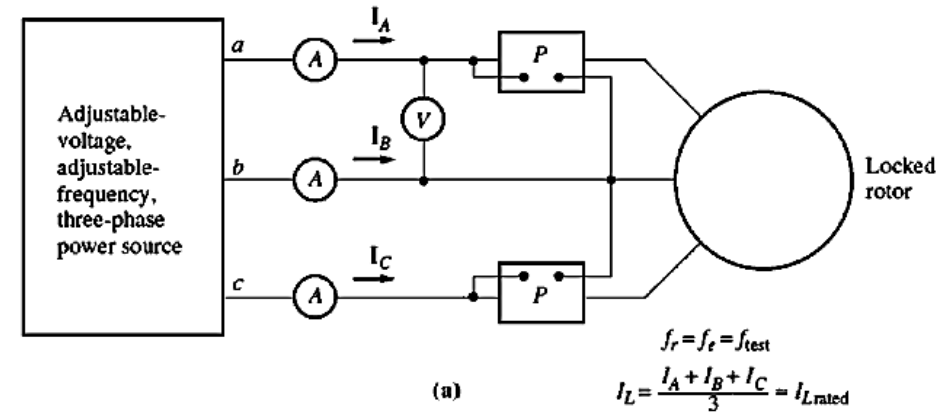 I_A
a
A
P
Adjustable-
voltage,
adjustable-
frequency,
three-phase
power source
V
I_B
b
A
Locked
rotor
I_C
c
A
P
f_r = f_e = f_test
I_L = (I_A + I_B + I_C)/3 = I_L rated
(a)